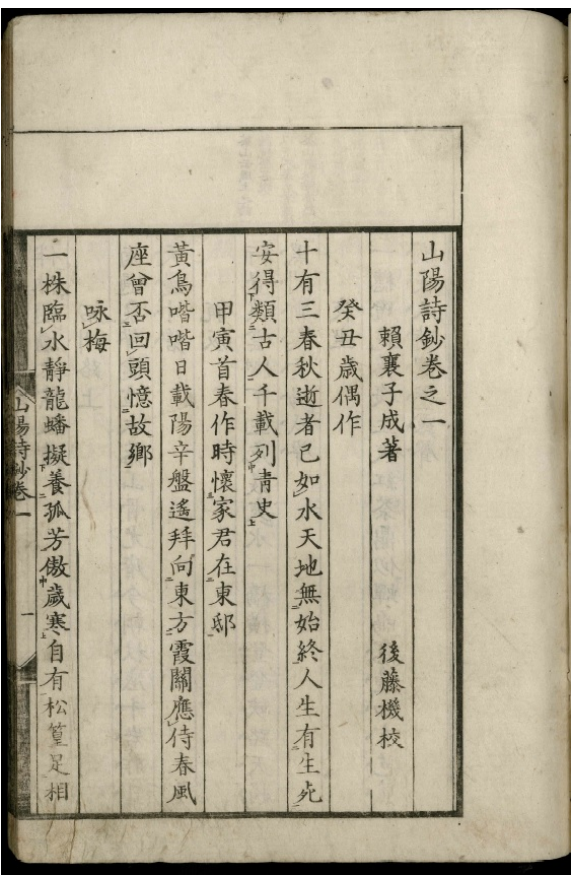 山陽詩鈔卷之一
賴襄子成著 後藤機校
癸丑歲偶作
十有三春秋逝者已如水天地無始終人生有生死
安得類古人千載列青史
甲寅首春作時懷家君在東邸
黃鳥喈喈日載陽辛盤遙拜向東方霞關應侍春風
座曾否回頭憶故鄉
咏梅
一株臨水靜龍蟠擬養孤芳傲歲寒自有松篁足相
山陽詩鈔卷一 一